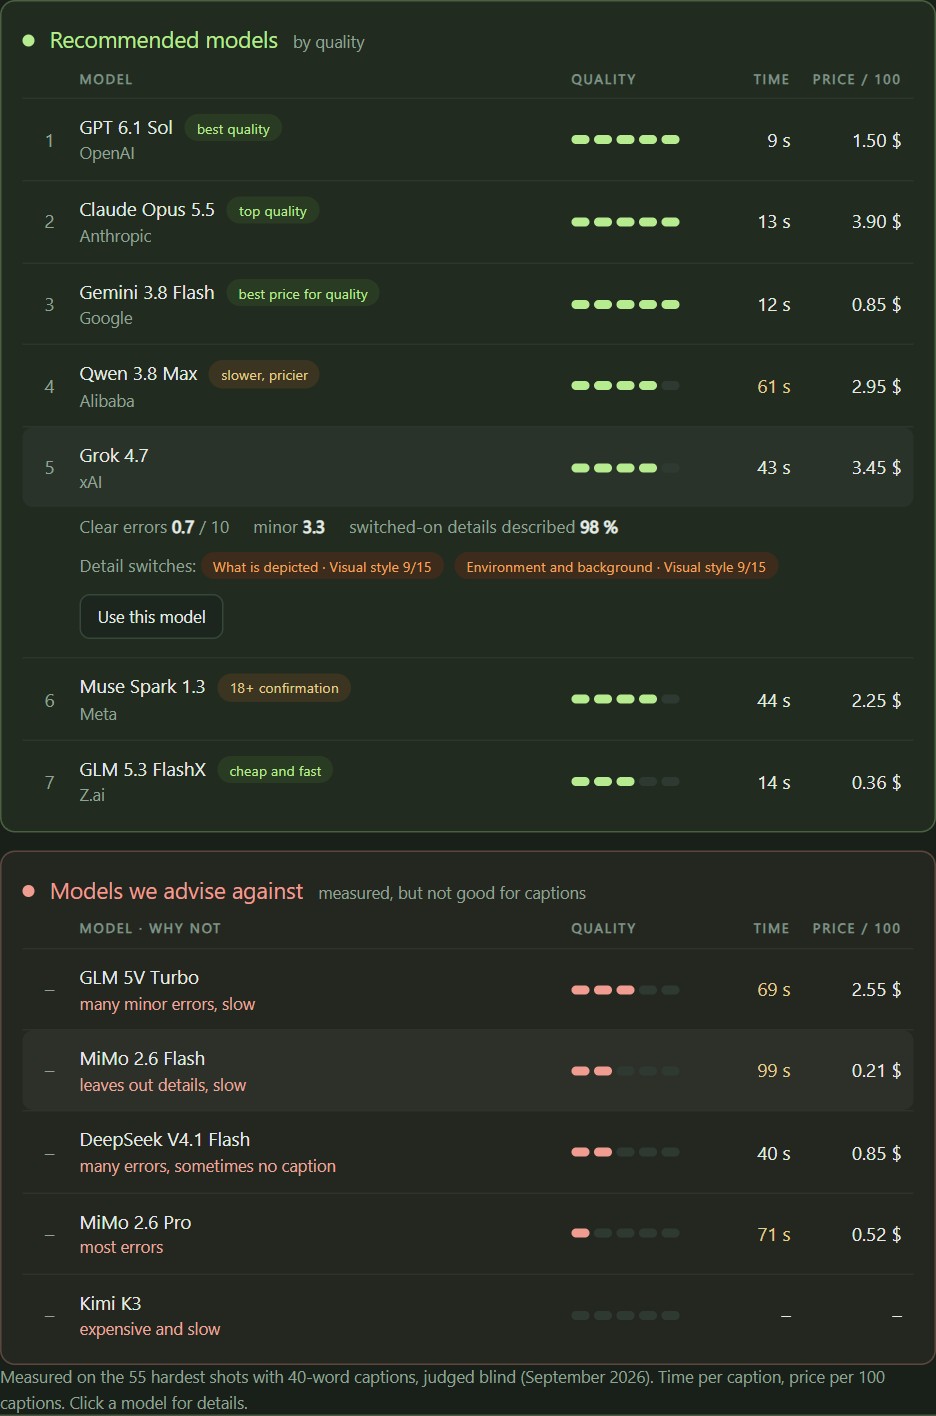 Recommended models by quality
MODEL QUALITY TIME PRICE / 100
1 GPT 6.1 Sol best quality 9 s 1.50 $
OpenAI
2 Claude Opus 5.5 top quality 13 s 3.90 $
Anthropic
3 Gemini 3.8 Flash best price for quality 12 s 0.85 $
Google
4 Qwen 3.8 Max slower, pricier 61 s 2.95 $
Alibaba
5 Grok 4.7 43 s 3.45 $
xAI
Clear errors 0.7 / 10 minor 3.3 switched-on details described 98 %
Detail switches: What is depicted · Visual style 9/15 Environment and background · Visual style 9/15
Use this model
6 Muse Spark 1.3 18+ confirmation 44 s 2.25 $
Meta
7 GLM 5.3 FlashX cheap and fast 14 s 0.36 $
Z.ai
Models we advise against measured, but not good for captions
MODEL · WHY NOT QUALITY TIME PRICE / 100
– GLM 5V Turbo 69 s 2.55 $
many minor errors, slow
– MiMo 2.6 Flash 99 s 0.21 $
leaves out details, slow
– DeepSeek V4.1 Flash 40 s 0.85 $
many errors, sometimes no caption
– MiMo 2.6 Pro 71 s 0.52 $
most errors
– Kimi K3 – –
expensive and slow
Measured on the 55 hardest shots with 40-word captions, judged blind (September 2026). Time per caption, price per 100
captions. Click a model for details.